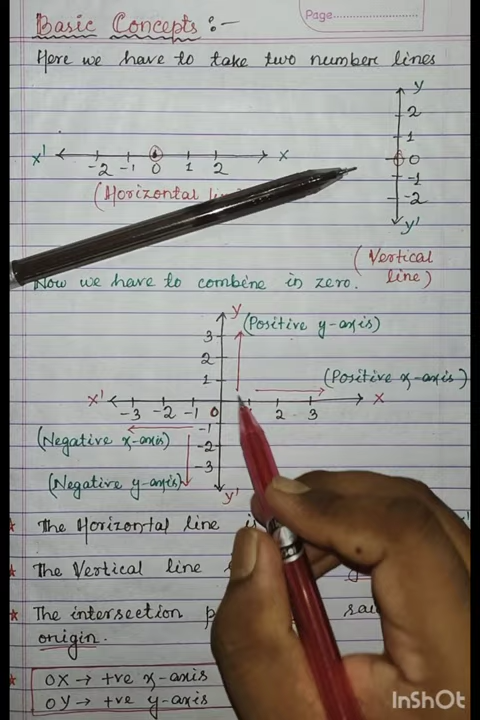 Page
Basic Concepts :-
Here we have to take two number lines
y
2
1
0
-1
-2
y'
x' -2 -1 0 1 2 x
(Horizontal
(Vertical
line)
Now we have to combine in zero.
y
3 (Positive y-axis)
2
1 (Positive x-axis)
x' -3 -2 -1 0 2 3 x
-1
(Negative x-axis) -2
-3
(Negative y-axis)
y'
* The Horizontal line
* The Vertical line
* The intersection
origin.
* OX → +ve x-axis
OY → +ve y-axis
InShOt